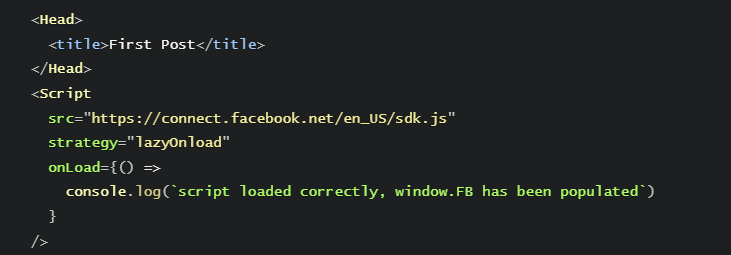 <Head>
<title>First Post</title>
</Head>
<Script
src="https://connect.facebook.net/en_US/sdk.js"
strategy="lazyOnload"
onLoad={() =>
console.log(`script loaded correctly, window.FB has been populated`)
}
/>